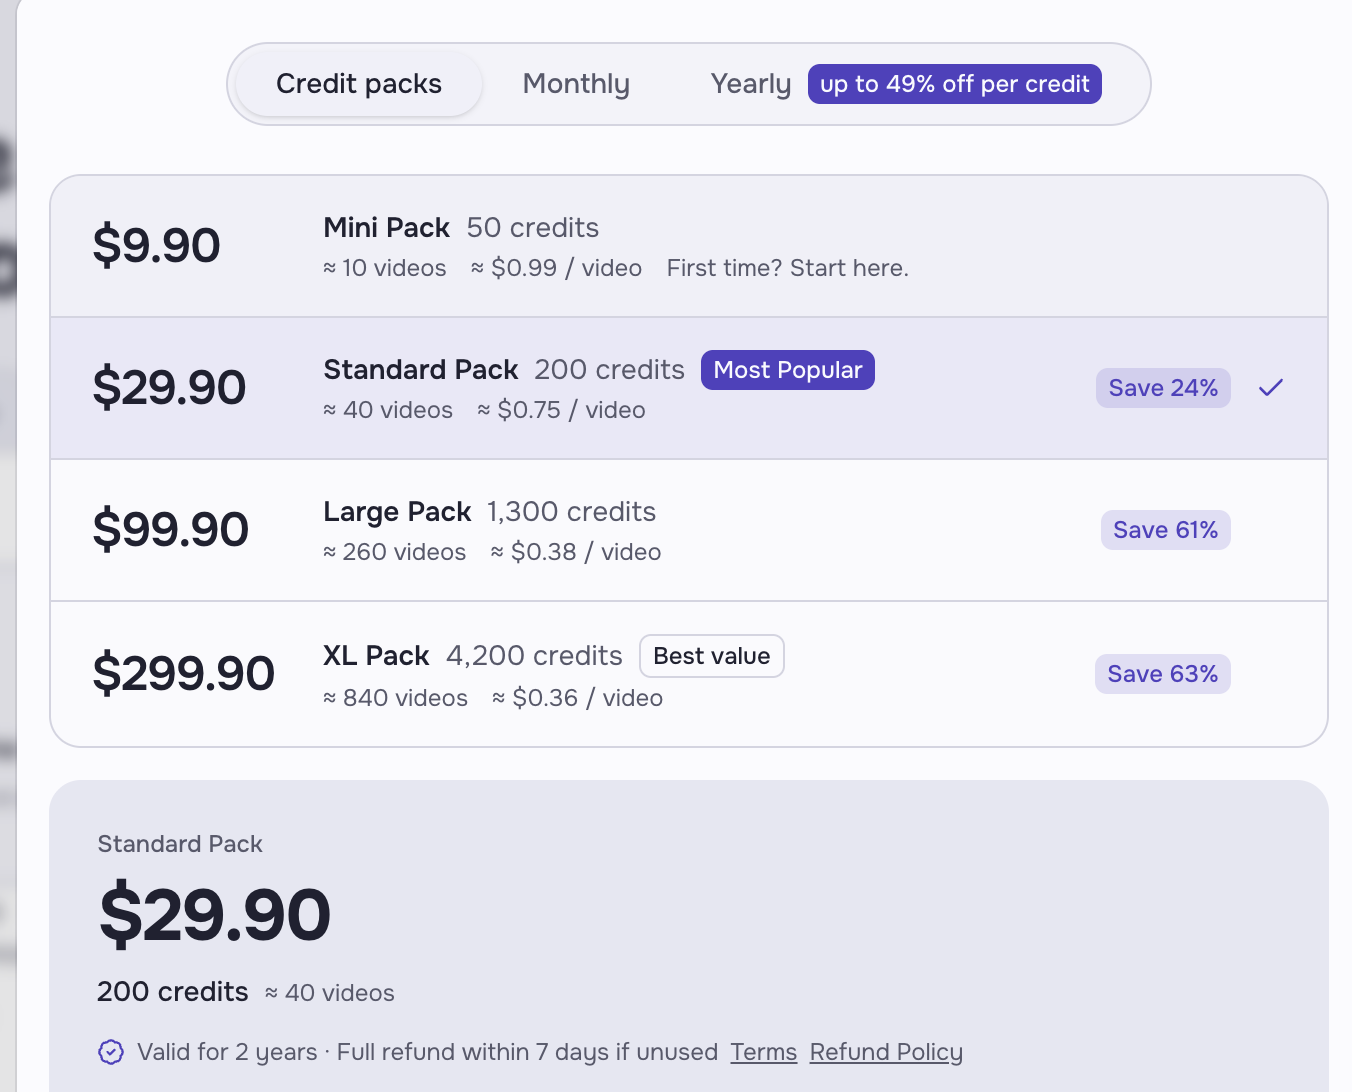 Credit packs Monthly Yearly up to 49% off per credit
$9.90
Mini Pack 50 credits
≈ 10 videos ≈ $0.99 / video First time? Start here.
$29.90
Standard Pack 200 credits Most Popular
≈ 40 videos ≈ $0.75 / video
Save 24%
$99.90
Large Pack 1,300 credits
≈ 260 videos ≈ $0.38 / video
Save 61%
$299.90
XL Pack 4,200 credits Best value
≈ 840 videos ≈ $0.36 / video
Save 63%
Standard Pack
$29.90
200 credits ≈ 40 videos
Valid for 2 years · Full refund within 7 days if unused Terms Refund Policy